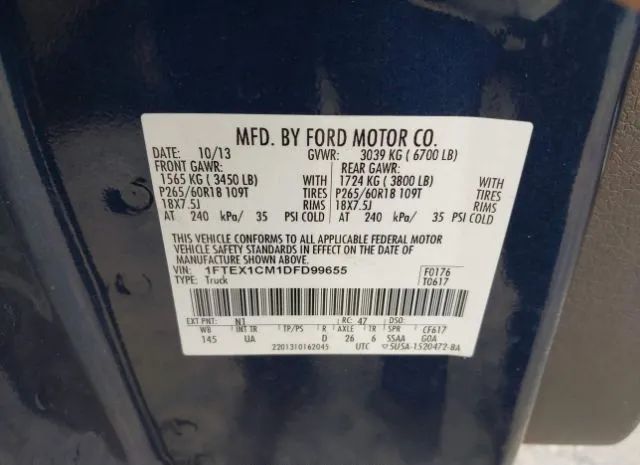 MFD. BY FORD MOTOR CO.
DATE: 10/13 GVWR: 3039 KG ( 6700 LB)
FRONT GAWR: REAR GAWR:
1565 KG ( 3450 LB) 1724 KG ( 3800 LB)
P265/60R18 109T TIRES P265/60R18 109T TIRES
18X7.5J RIMS 18X7.5J RIMS
AT 240 kPa/ 35 PSI COLD AT 240 kPa/ 35 PSI COLD
THIS VEHICLE CONFORMS TO ALL APPLICABLE FEDERAL MOTOR
VEHICLE SAFETY STANDARDS IN EFFECT ON THE DATE OF
MANUFACTURE SHOWN ABOVE.
VIN: 1FTEX1CM1DFD99655 F0176
TYPE: Truck T0617
EXT PNT: N1 RC: 47 DSO:
WB INT TR TP/PS R AXLE TR SPR CF617
145 UA D 26 6 SSAA G0A
2201310162045 UTC 5U5A-1520472-BA